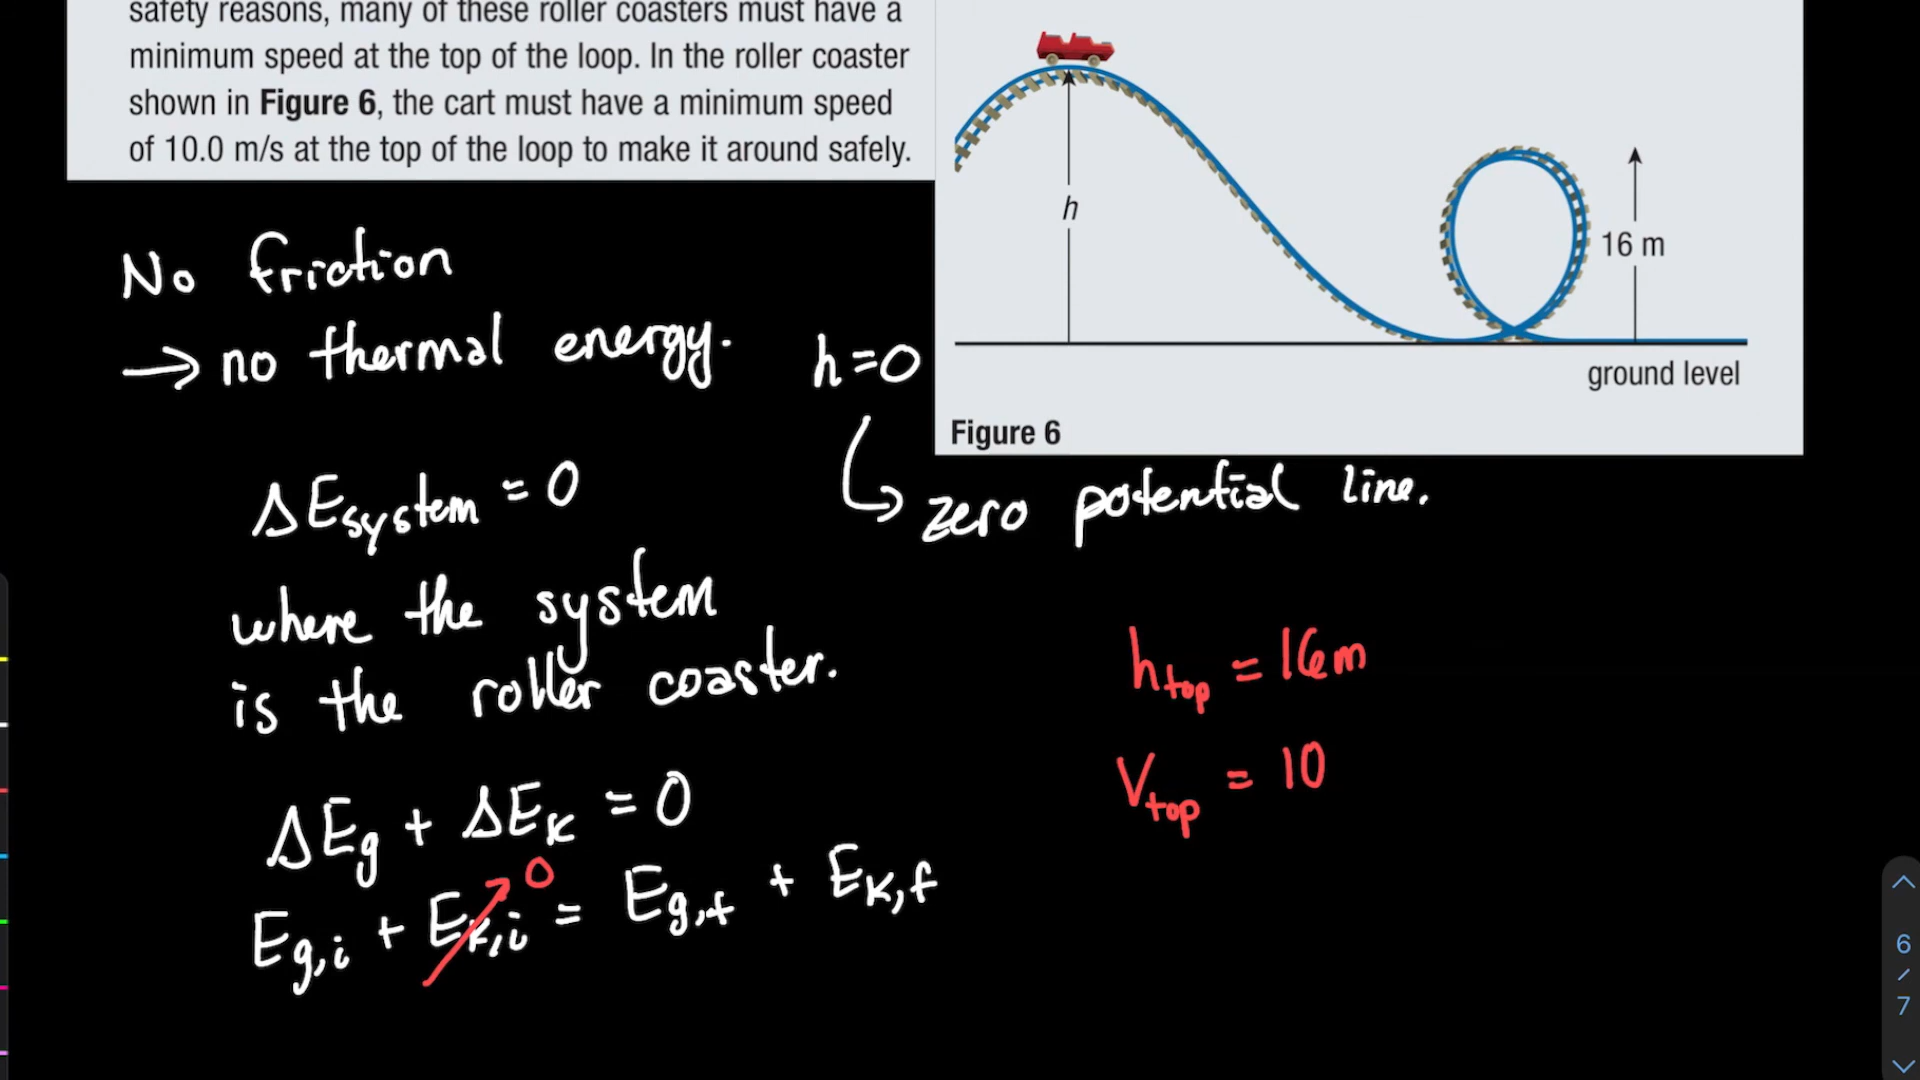 safety reasons, many of these roller coasters must have a
minimum speed at the top of the loop. In the roller coaster
shown in Figure 6, the cart must have a minimum speed
of 10.0 m/s at the top of the loop to make it around safely.
h
16 m
ground level
Figure 6
No friction
→ no thermal energy.
h=0
↳ zero potential line.
ΔEsystem = 0
where the system
is the roller coaster.
ΔEg + ΔEK = 0
0
Eg,i + EK,i = Eg,f + EK,f
htop = 16m
Vtop = 10
6
/
7